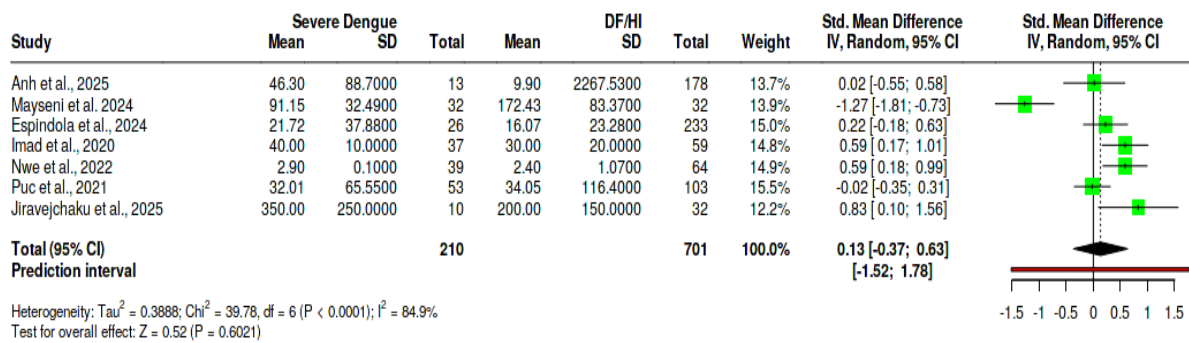 Severe Dengue DF/HI Std. Mean Difference Std. Mean Difference
Study Mean SD Total Mean SD Total Weight IV, Random, 95% CI IV, Random, 95% CI
Anh et al., 2025 46.30 88.7000 13 9.90 2267.5300 178 13.7% 0.02 [-0.55; 0.58]
Mayseni et al. 2024 91.15 32.4900 32 172.43 83.3700 32 13.9% -1.27 [-1.81; -0.73]
Espindola et al., 2024 21.72 37.8800 26 16.07 23.2800 233 15.0% 0.22 [-0.18; 0.63]
Imad et al., 2020 40.00 10.0000 37 30.00 20.0000 59 14.8% 0.59 [0.17; 1.01]
Nwe et al., 2022 2.90 0.1000 39 2.40 1.0700 64 14.9% 0.59 [0.18; 0.99]
Puc et al., 2021 32.01 65.5500 53 34.05 116.4000 103 15.5% -0.02 [-0.35; 0.31]
Jiravejchaku et al., 2025 350.00 250.0000 10 200.00 150.0000 32 12.2% 0.83 [0.10; 1.56]
Total (95% CI) 210 701 100.0% 0.13 [-0.37; 0.63]
Prediction interval [-1.52; 1.78]
Heterogeneity: Tau² = 0.3888; Chi² = 39.78, df = 6 (P < 0.0001); I² = 84.9%
Test for overall effect: Z = 0.52 (P = 0.6021)
-1.5 -1 -0.5 0 0.5 1 1.5